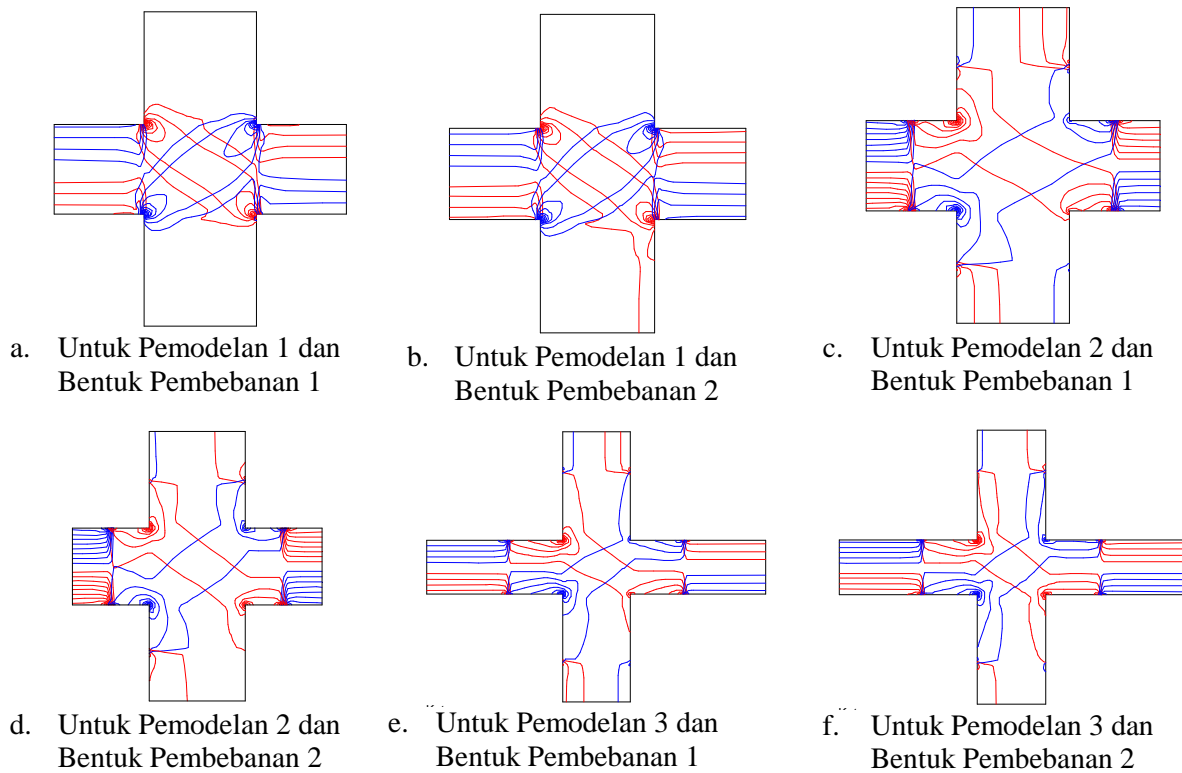 a. Untuk Pemodelan 1 dan
Bentuk Pembebanan 1
b. Untuk Pemodelan 1 dan
Bentuk Pembebanan 2
c. Untuk Pemodelan 2 dan
Bentuk Pembebanan 1
d. Untuk Pemodelan 2 dan
Bentuk Pembebanan 2
e. Untuk Pemodelan 3 dan
Bentuk Pembebanan 1
f. Untuk Pemodelan 3 dan
Bentuk Pembebanan 2